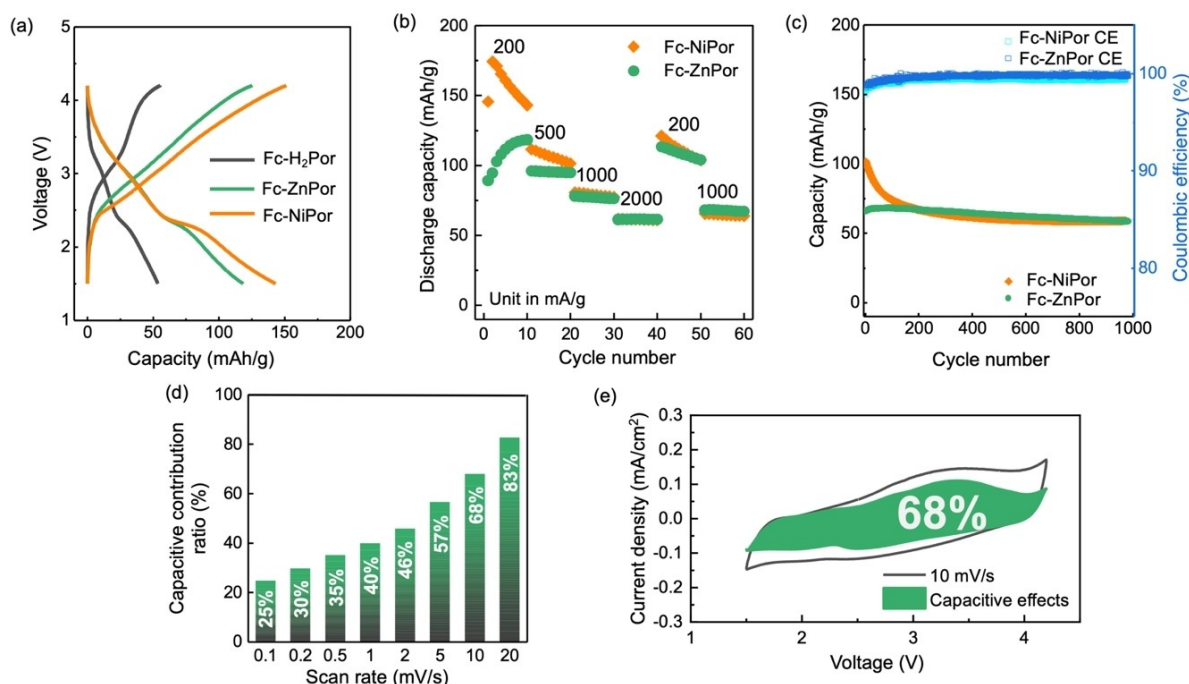 (a)
Voltage (V)
5
4
3
2
1
Fc-H₂Por
Fc-ZnPor
Fc-NiPor
0 50 100 150 200
Capacity (mAh/g)
(b)
Discharge capacity (mAh/g)
200
175
150
125
100
75
50
25
0
Fc-NiPor
Fc-ZnPor
200
500
1000
2000
200
1000
Unit in mA/g
0 10 20 30 40 50 60
Cycle number
(c)
Capacity (mAh/g)
200
150
100
50
0
Fc-NiPor CE
Fc-ZnPor CE
Fc-NiPor
Fc-ZnPor
100
90
80
Coulombic efficiency (%)
0 200 400 600 800 1000
Cycle number
(d)
Capacitive contribution
ratio (%)
100
80
60
40
20
0
25%
30%
35%
40%
46%
57%
68%
83%
0.1 0.2 0.5 1 2 5 10 20
Scan rate (mV/s)
(e)
Current density (mA/cm²)
0.3
0.2
0.1
0.0
-0.1
-0.2
-0.3
68%
10 mV/s
Capacitive effects
1 2 3 4 5
Voltage (V)